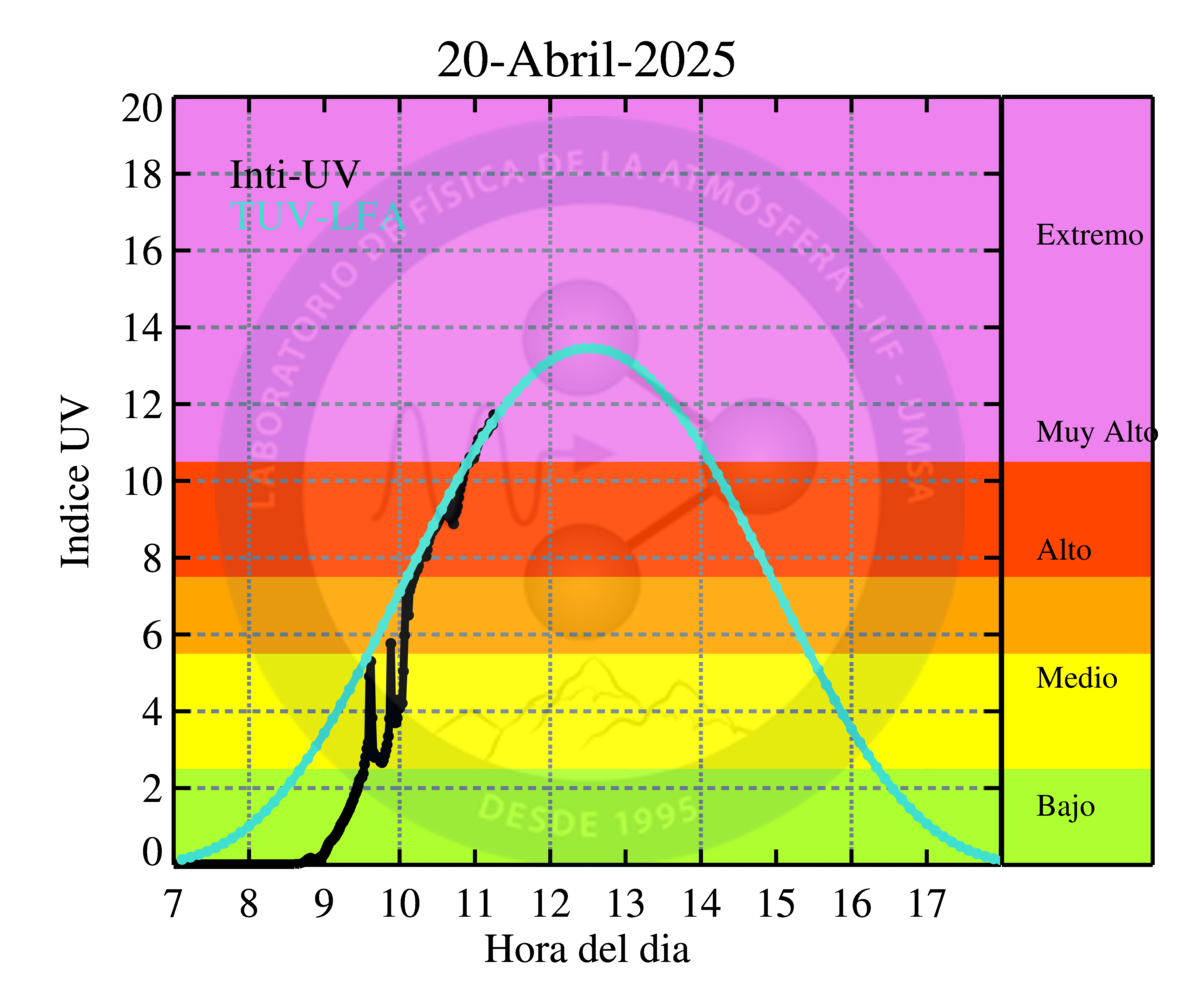 20-Abril-2025
Indice UV
20
18
16
14
12
10
8
6
4
2
0
Inti-UV
TUV-LFA
LABORATORIO DE FÍSICA DE LA ATMÓSFERA - IIF - UMSA
DESDE 1995
Extremo
Muy Alto
Alto
Medio
Bajo
7 8 9 10 11 12 13 14 15 16 17
Hora del dia